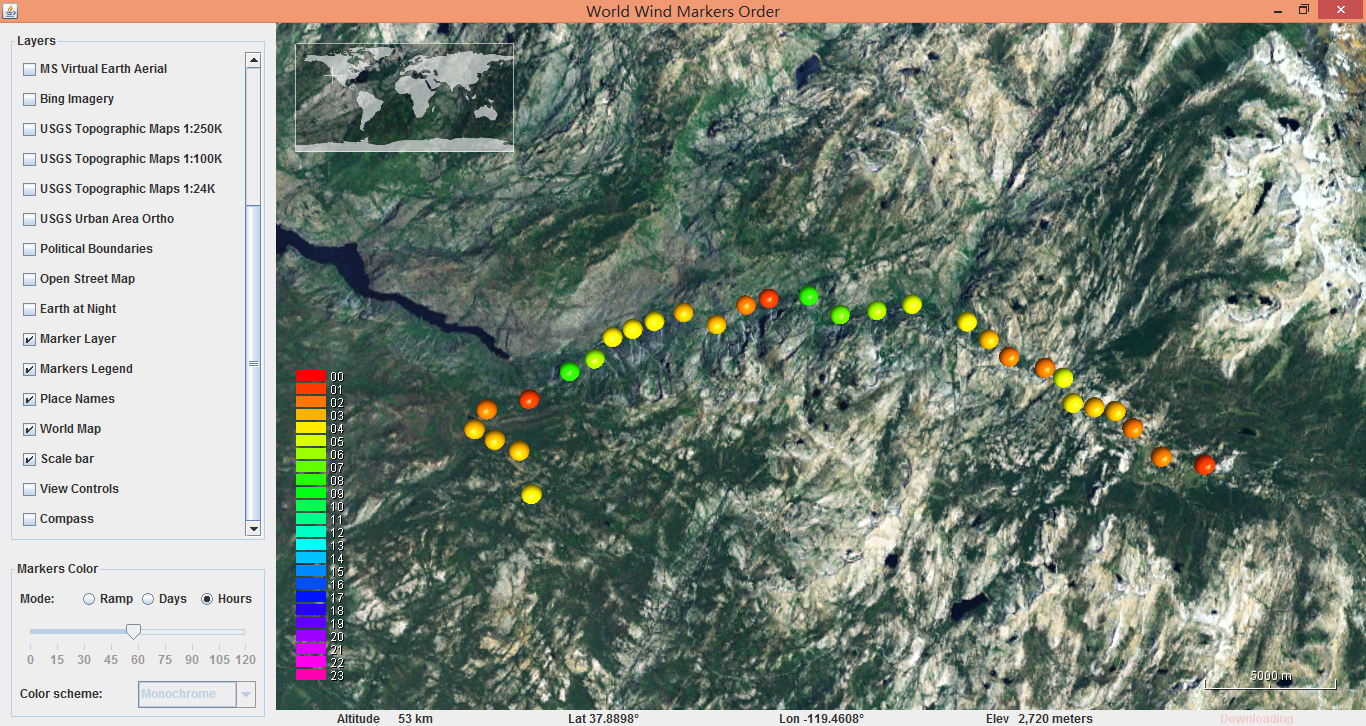 World Wind Markers Order
Layers
MS Virtual Earth Aerial
Bing Imagery
USGS Topographic Maps 1:250K
USGS Topographic Maps 1:100K
USGS Topographic Maps 1:24K
USGS Urban Area Ortho
Political Boundaries
Open Street Map
Earth at Night
Marker Layer
Markers Legend
Place Names
World Map
Scale bar
View Controls
Compass
Markers Color
Mode: Ramp Days Hours
0 15 30 45 60 75 90 105 120
Color scheme: Monochrome
00
01
02
03
04
05
06
07
08
09
10
11
12
13
14
15
16
17
18
19
20
21
22
23
5000 m
Altitude 53 km Lat 37.8898° Lon -119.4608° Elev 2,720 meters Downloading